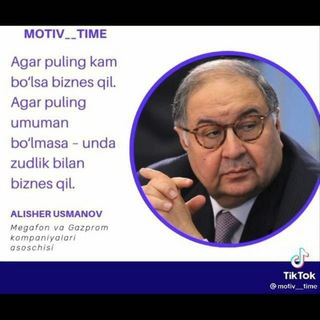 MOTIV__TIME
Agar puling kam
bo‘lsa biznes qil.
Agar puling
umuman
bo‘lmasa – unda
zudlik bilan
biznes qil.
ALISHER USMANOV
Megafon va Gazprom
kompaniyalari
asoschisi
TikTok
@motiv__time